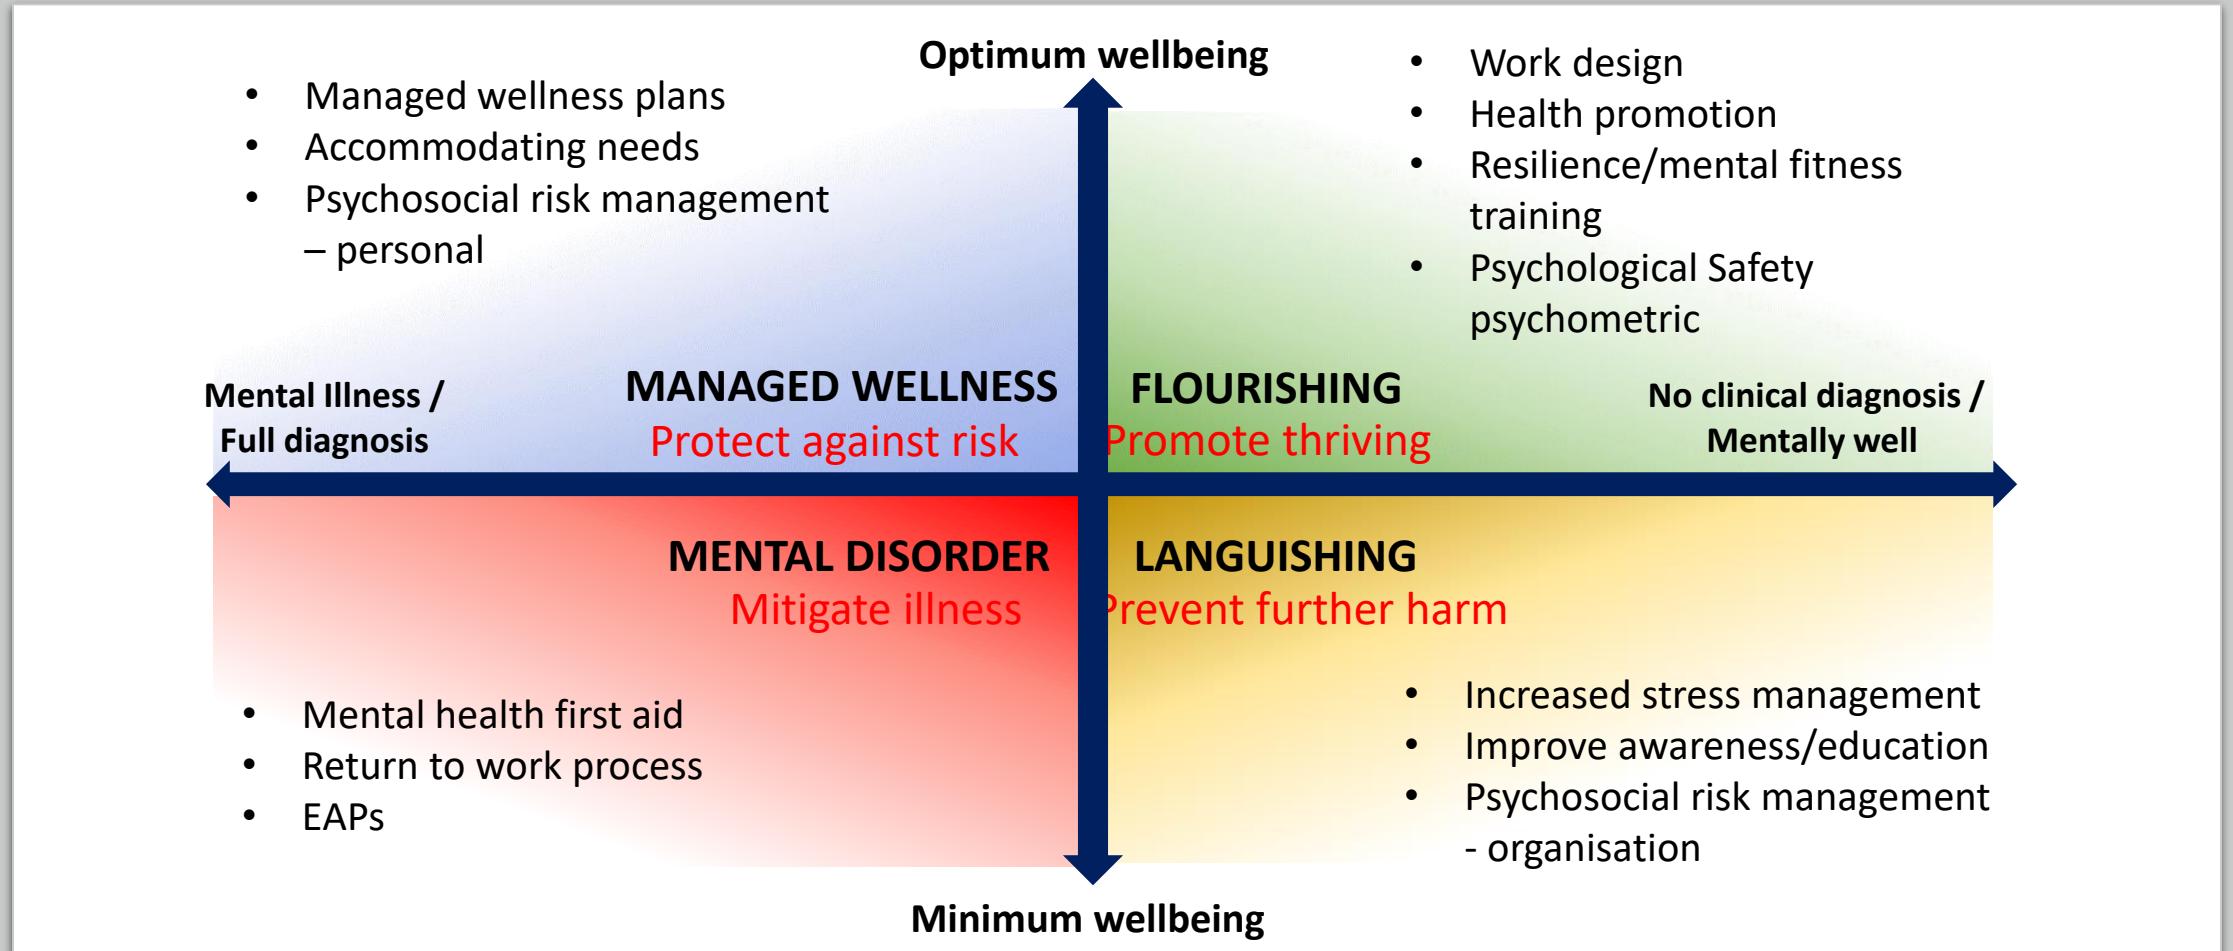 Optimum wellbeing
• Managed wellness plans
• Accommodating needs
• Psychosocial risk management
– personal
• Work design
• Health promotion
• Resilience/mental fitness
training
• Psychological Safety
psychometric
Mental Illness /
Full diagnosis
MANAGED WELLNESS
Protect against risk
FLOURISHING
Promote thriving
No clinical diagnosis /
Mentally well
MENTAL DISORDER
Mitigate illness
LANGUISHING
Prevent further harm
• Mental health first aid
• Return to work process
• EAPs
• Increased stress management
• Improve awareness/education
• Psychosocial risk management
- organisation
Minimum wellbeing